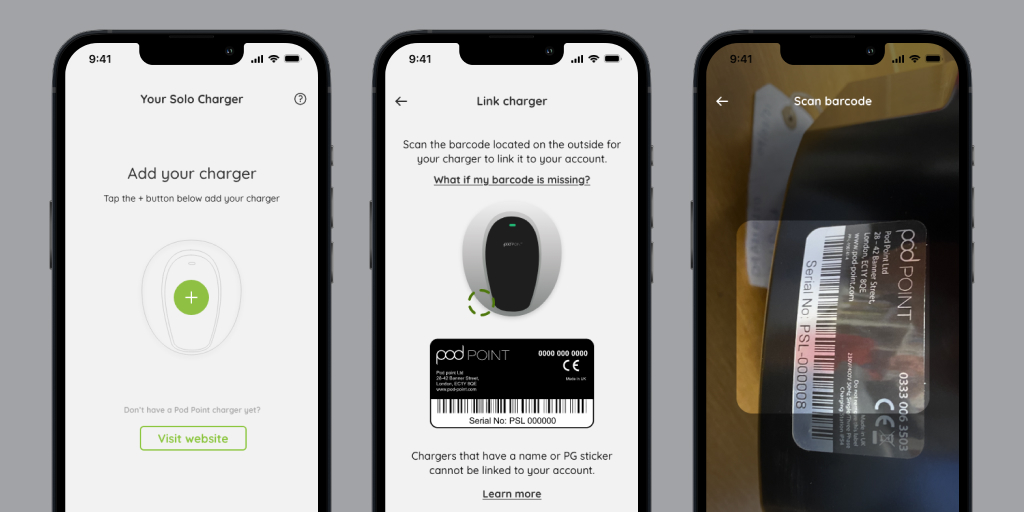 9:41
Your Solo Charger
Add your charger
Tap the + button below add your charger
Don't have a Pod Point charger yet?
Visit website
9:41
Link charger
Scan the barcode located on the outside for
your charger to link it to your account.
What if my barcode is missing?
pod POINT
0000 000 0000
CE
Pod point Ltd
28-42 Banner Street,
London, EC1Y 8QE
www.pod-point.com
Made in UK
Serial No: PSL 000000
Chargers that have a name or PG sticker
cannot be linked to your account.
Learn more
9:41
Scan barcode
pod POINT
0333 006 3503
Pod Point Ltd
28 - 42 Banner Street,
London, EC1Y 8QE
www.pod-point.com
CE
Made in UK
Serial No: PSL-000008